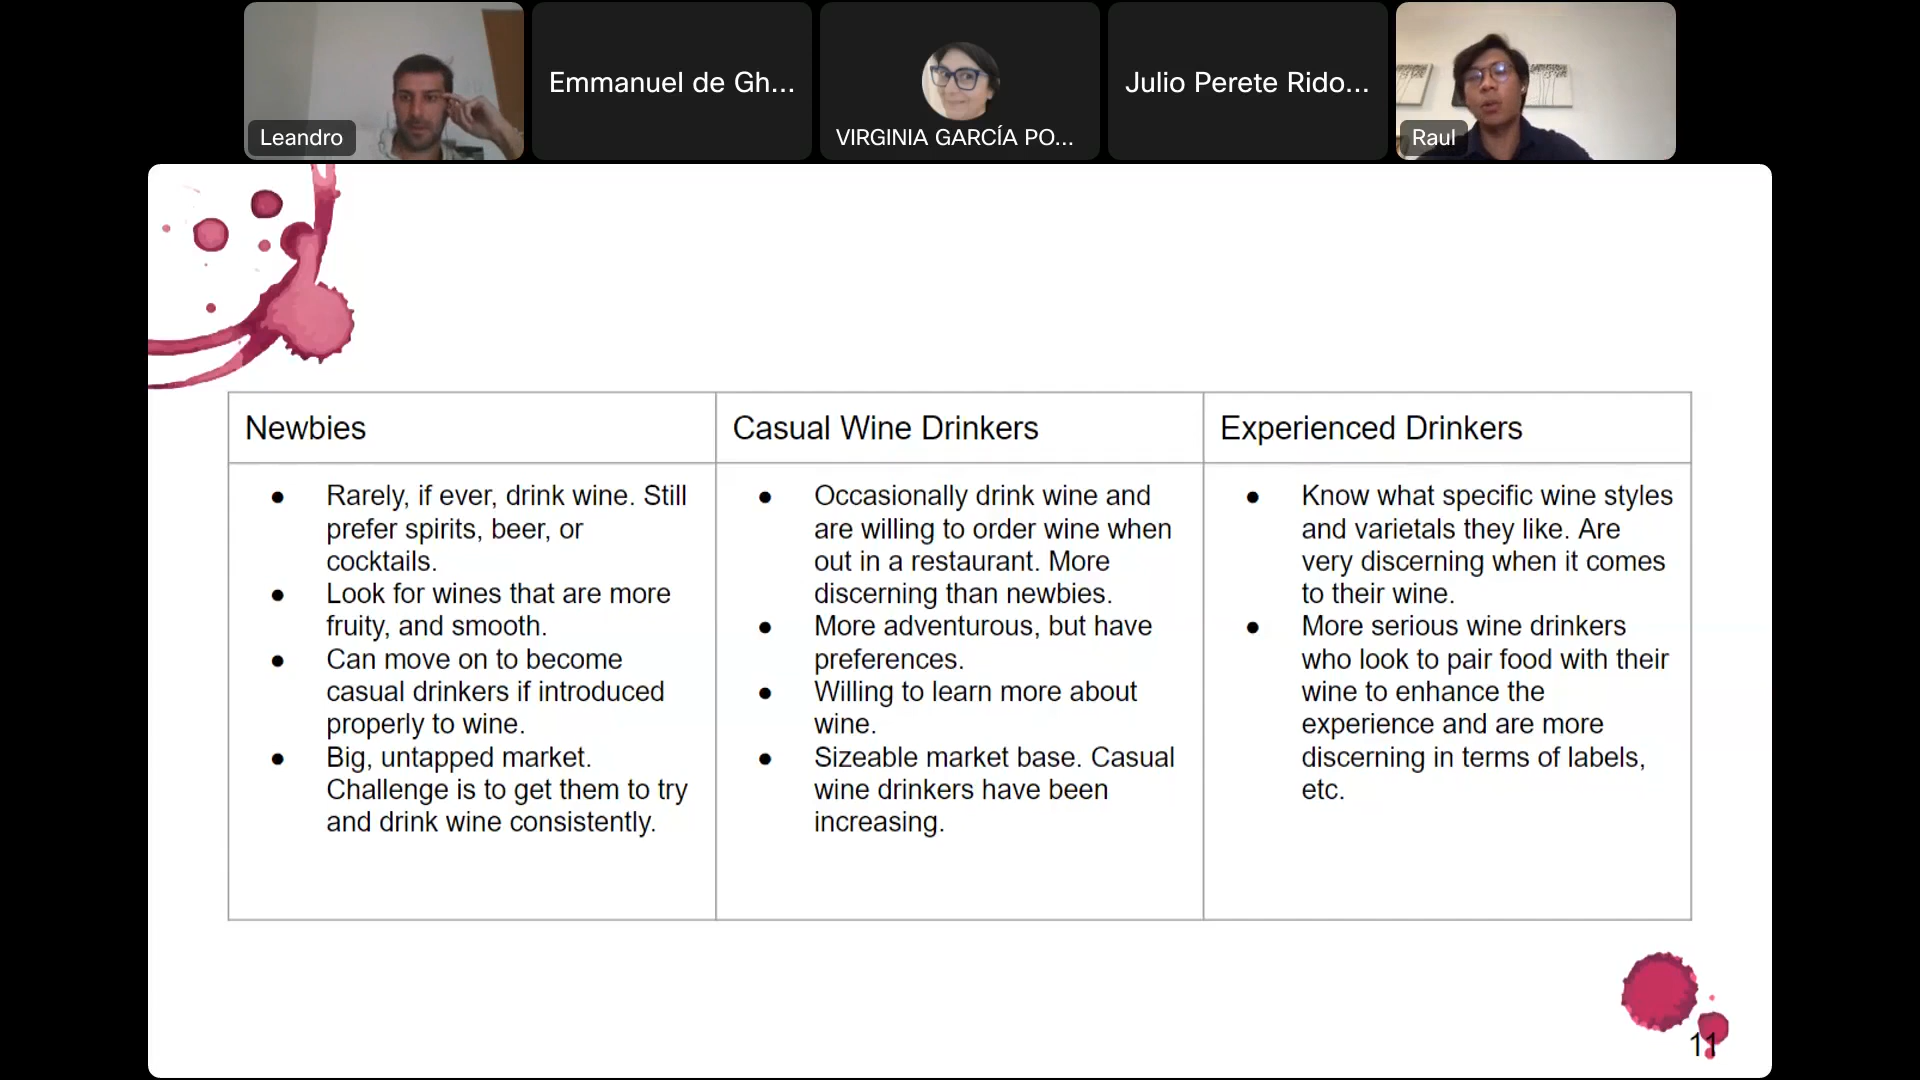 Leandro
Emmanuel de Gh...
VIRGINIA GARCÍA PO...
Julio Perete Rido...
Raul
Newbies
Rarely, if ever, drink wine. Still
prefer spirits, beer, or
cocktails.
Look for wines that are more
fruity, and smooth.
Can move on to become
casual drinkers if introduced
properly to wine.
Big, untapped market.
Challenge is to get them to try
and drink wine consistently.
Casual Wine Drinkers
Occasionally drink wine and
are willing to order wine when
out in a restaurant. More
discerning than newbies.
More adventurous, but have
preferences.
Willing to learn more about
wine.
Sizeable market base. Casual
wine drinkers have been
increasing.
Experienced Drinkers
Know what specific wine styles
and varietals they like. Are
very discerning when it comes
to their wine.
More serious wine drinkers
who look to pair food with their
wine to enhance the
experience and are more
discerning in terms of labels,
etc.
11